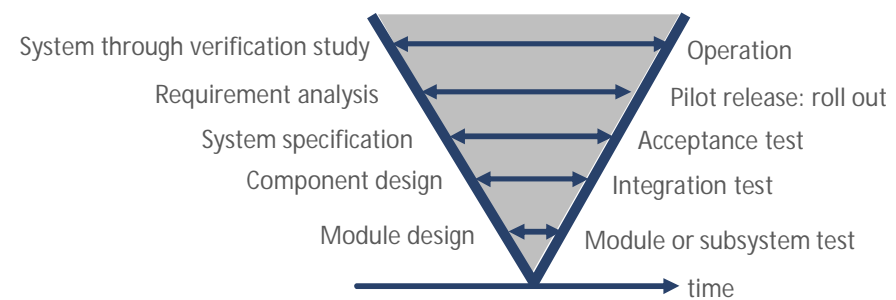 System through verification study
Operation
Requirement analysis
Pilot release: roll out
System specification
Acceptance test
Component design
Integration test
Module design
Module or subsystem test
time